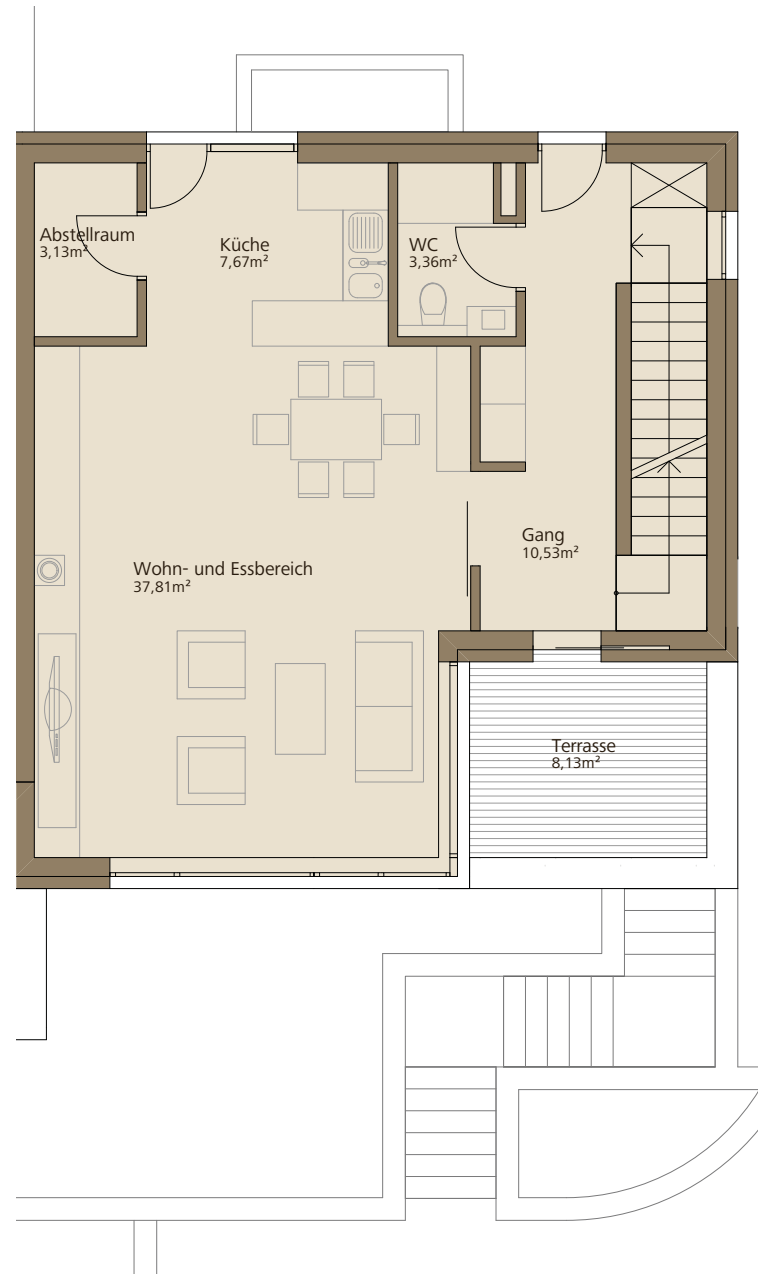 Abstellraum
3,13m²
Küche
7,67m²
WC
3,36m²
Gang
10,53m²
Wohn- und Essbereich
37,81m²
Terrasse
8,13m²